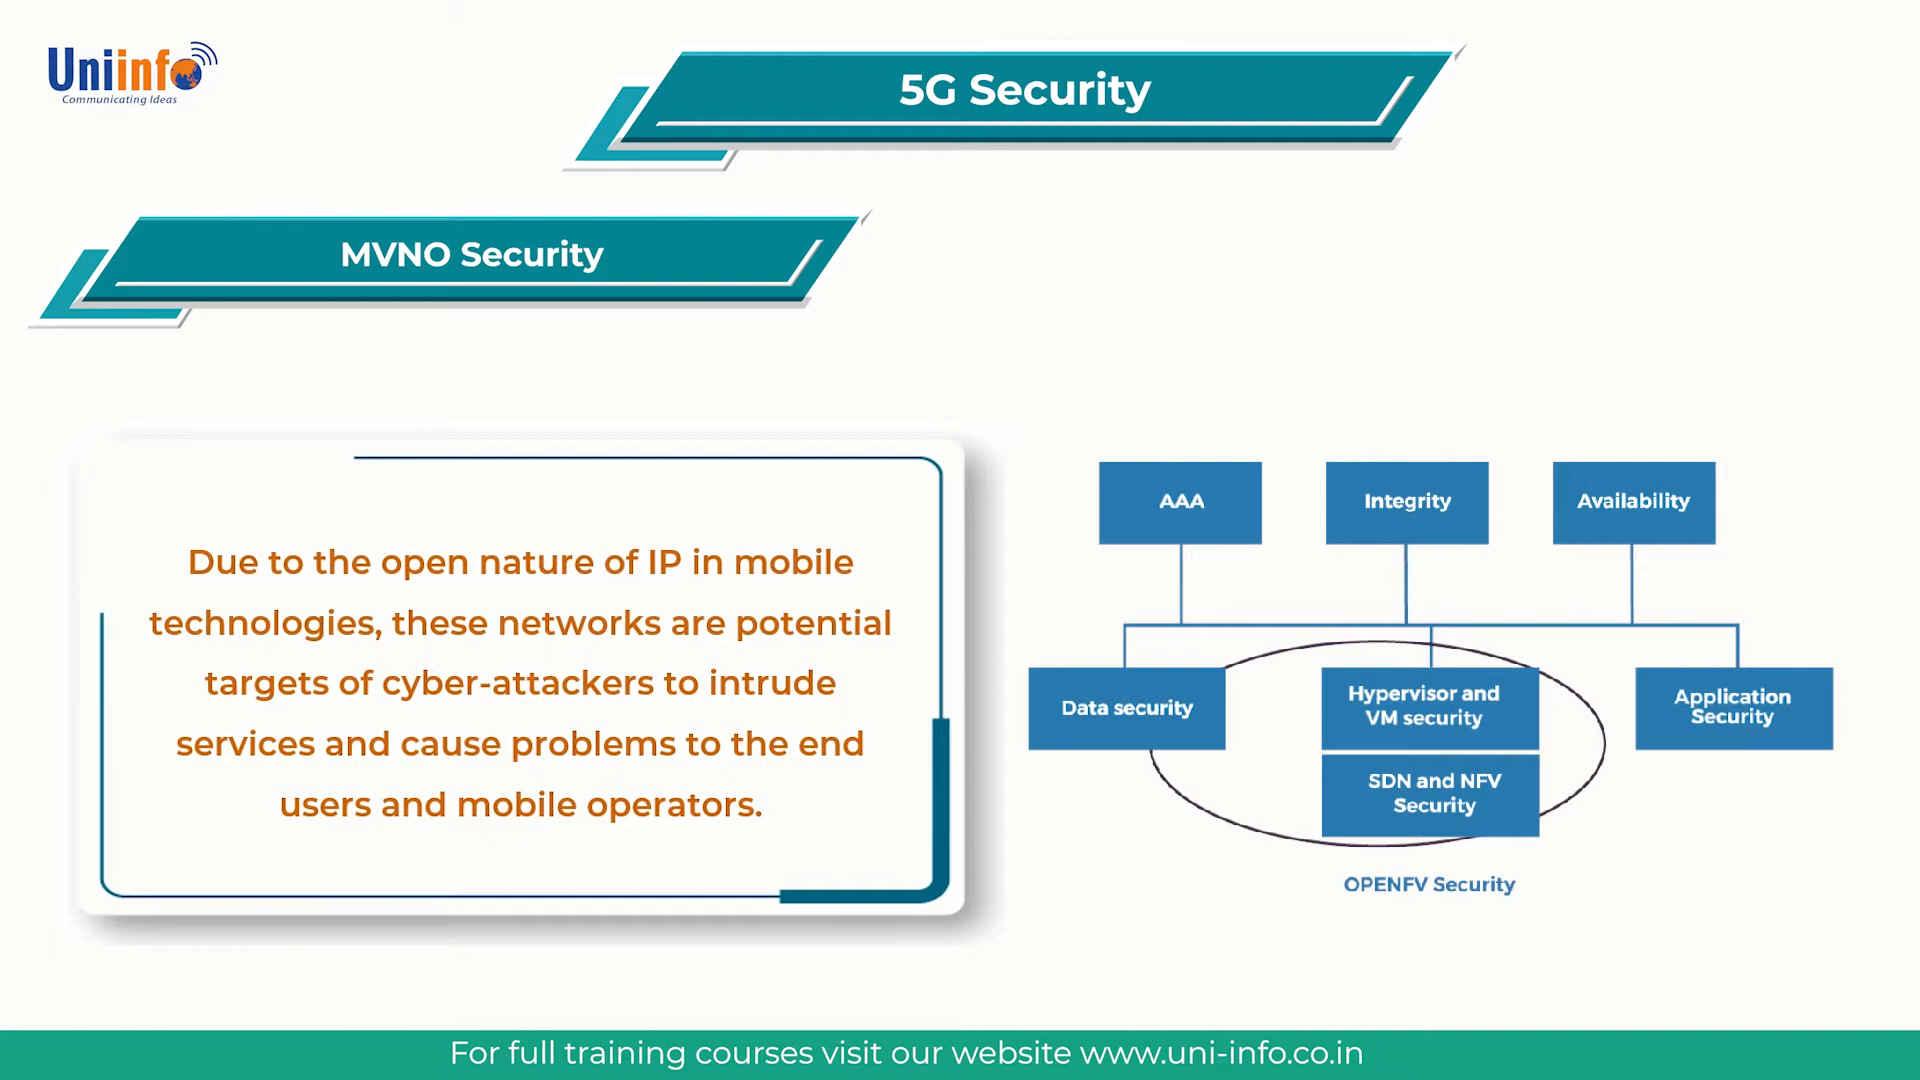 Uniinfo
Communicating Ideas
5G Security
MVNO Security
Due to the open nature of IP in mobile
technologies, these networks are potential
targets of cyber-attackers to intrude
services and cause problems to the end
users and mobile operators.
AAA
Integrity
Availability
Data security
Hypervisor and
VM security
Application
Security
SDN and NFV
Security
OPENFV Security
For full training courses visit our website www.uni-info.co.in